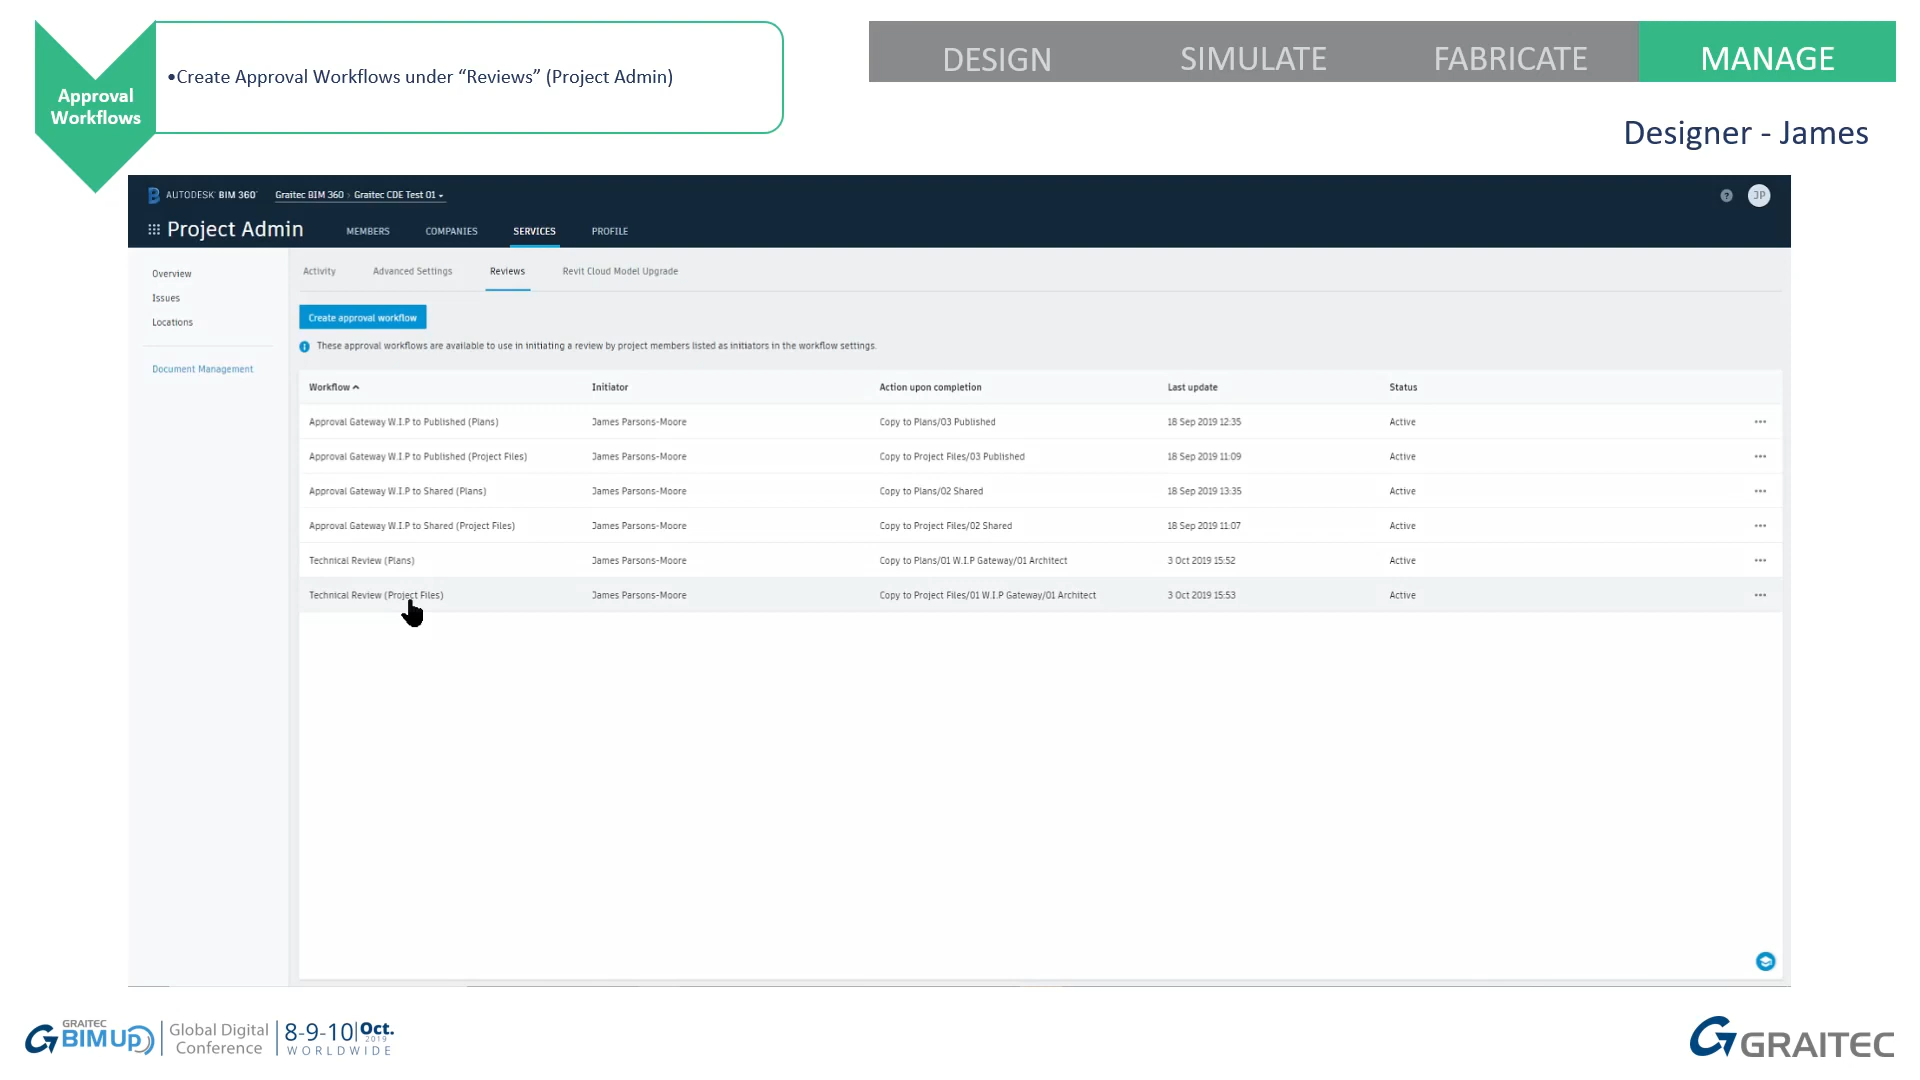 Approval
Workflows
•Create Approval Workflows under “Reviews” (Project Admin)
DESIGN SIMULATE FABRICATE MANAGE
Designer - James
AUTODESK® BIM 360® Graitec BIM 360 › Graitec CDE Test 01
? JP
Project Admin MEMBERS COMPANIES SERVICES PROFILE
Overview
Issues
Locations
Document Management
Activity Advanced Settings Reviews Revit Cloud Model Upgrade
Create approval workflow
These approval workflows are available to use in initiating a review by project members listed as initiators in the workflow settings.
Workflow Initiator Action upon completion Last update Status
Approval Gateway W.I.P to Published (Plans) James Parsons-Moore Copy to Plans/03 Published 18 Sep 2019 12:35 Active
Approval Gateway W.I.P to Published (Project Files) James Parsons-Moore Copy to Project Files/03 Published 18 Sep 2019 11:09 Active
Approval Gateway W.I.P to Shared (Plans) James Parsons-Moore Copy to Plans/02 Shared 18 Sep 2019 13:35 Active
Approval Gateway W.I.P to Shared (Project Files) James Parsons-Moore Copy to Project Files/02 Shared 18 Sep 2019 11:07 Active
Technical Review (Plans) James Parsons-Moore Copy to Plans/01 W.I.P Gateway/01 Architect 3 Oct 2019 15:52 Active
Technical Review (Project Files) James Parsons-Moore Copy to Project Files/01 W.I.P Gateway/01 Architect 3 Oct 2019 15:53 Active
GRAITEC
BIMUp
Global Digital
Conference
8-9-10 Oct.
2019
WORLDWIDE
GRAITEC